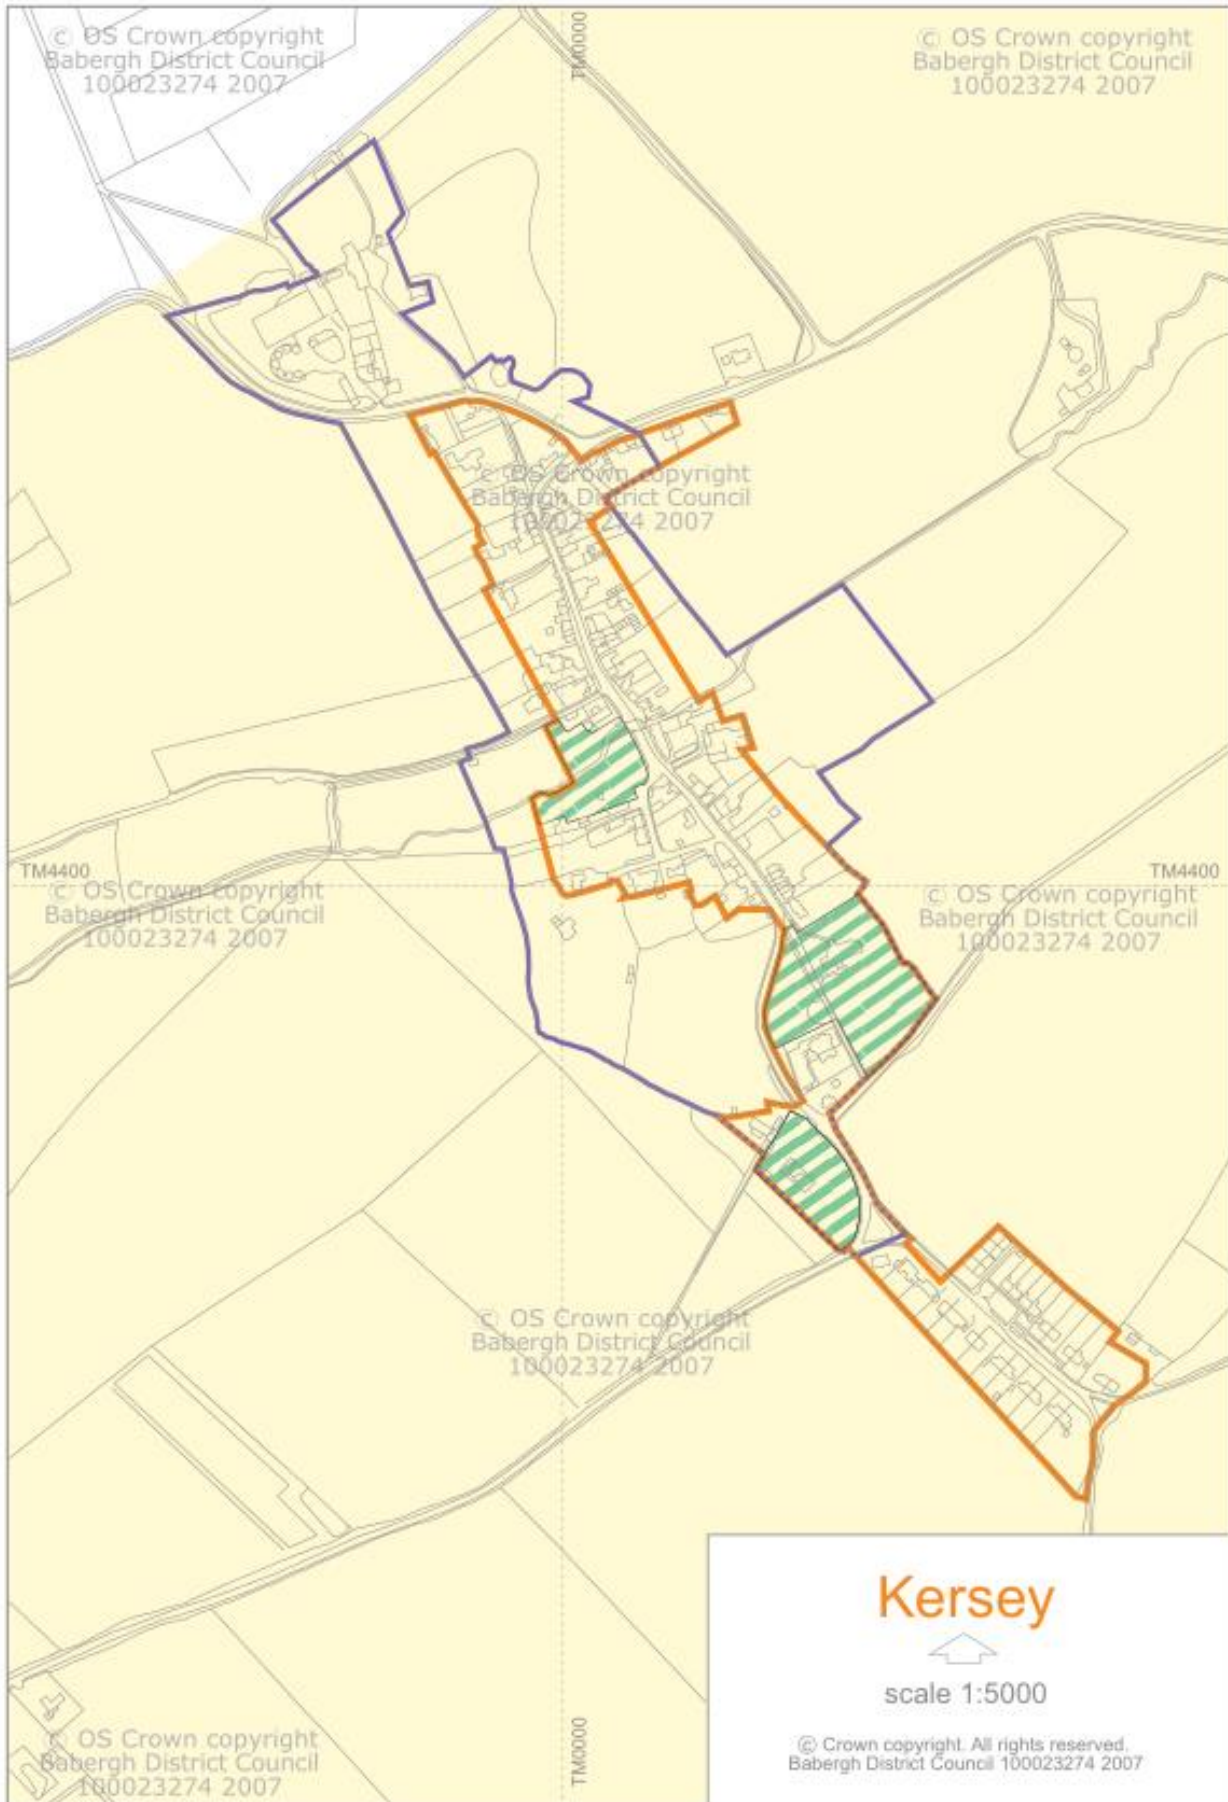 © OS Crown copyright
Babergh District Council
100023274 2007
TM0000
© OS Crown copyright
Babergh District Council
100023274 2007
© OS Crown copyright
Babergh District Council
100023274 2007
TM4400
TM4400
© OS Crown copyright
Babergh District Council
100023274 2007
© OS Crown copyright
Babergh District Council
100023274 2007
© OS Crown copyright
Babergh District Council
100023274 2007
Kersey
scale 1:5000
© Crown copyright. All rights reserved.
Babergh District Council 100023274 2007
© OS Crown copyright
Babergh District Council
100023274 2007
TM0000